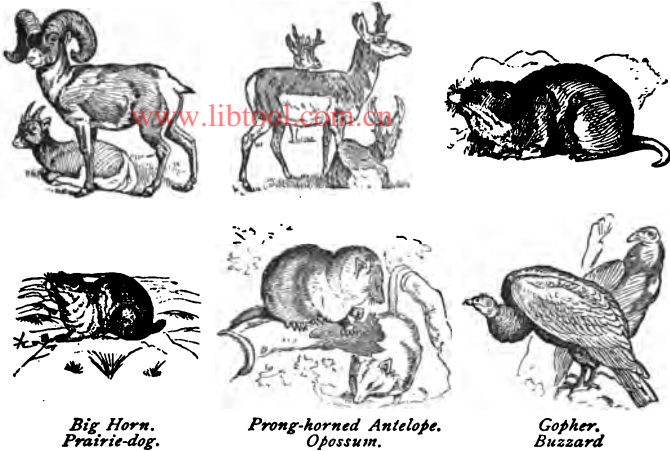 www.libtool.com.cn
Big Horn. Prong-horned Antelope. Gopher.
Prairie-dog. Opossum. Buzzard